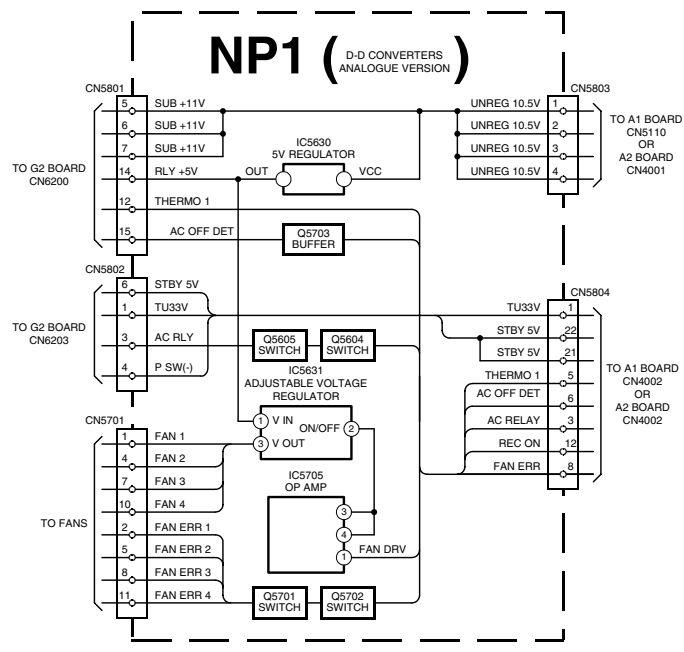 NP1 ( D-D CONVERTERS
ANALOGUE VERSION )
CN5801
5 SUB +11V
6 SUB +11V
7 SUB +11V
14 RLY +5V
12 THERMO 1
15 AC OFF DET
TO G2 BOARD
CN6200
IC5630
5V REGULATOR
OUT
VCC
Q5703
BUFFER
CN5803
UNREG 10.5V 1
UNREG 10.5V 2
UNREG 10.5V 3
UNREG 10.5V 4
TO A1 BOARD
CN5110
OR
A2 BOARD
CN4001
CN5802
6 STBY 5V
1 TU33V
3 AC RLY
4 P SW(-)
TO G2 BOARD
CN6203
Q5605
SWITCH
Q5604
SWITCH
IC5631
ADJUSTABLE VOLTAGE
REGULATOR
1 V IN
ON/OFF 2
3 V OUT
CN5804
TU33V 1
STBY 5V 22
STBY 5V 21
THERMO 1 5
AC OFF DET 6
AC RELAY 3
REC ON 12
FAN ERR 8
TO A1 BOARD
CN4002
OR
A2 BOARD
CN4002
CN5701
1 FAN 1
4 FAN 2
7 FAN 3
10 FAN 4
2 FAN ERR 1
5 FAN ERR 2
8 FAN ERR 3
11 FAN ERR 4
TO FANS
IC5705
OP AMP
3
4
1 FAN DRV
Q5701
SWITCH
Q5702
SWITCH